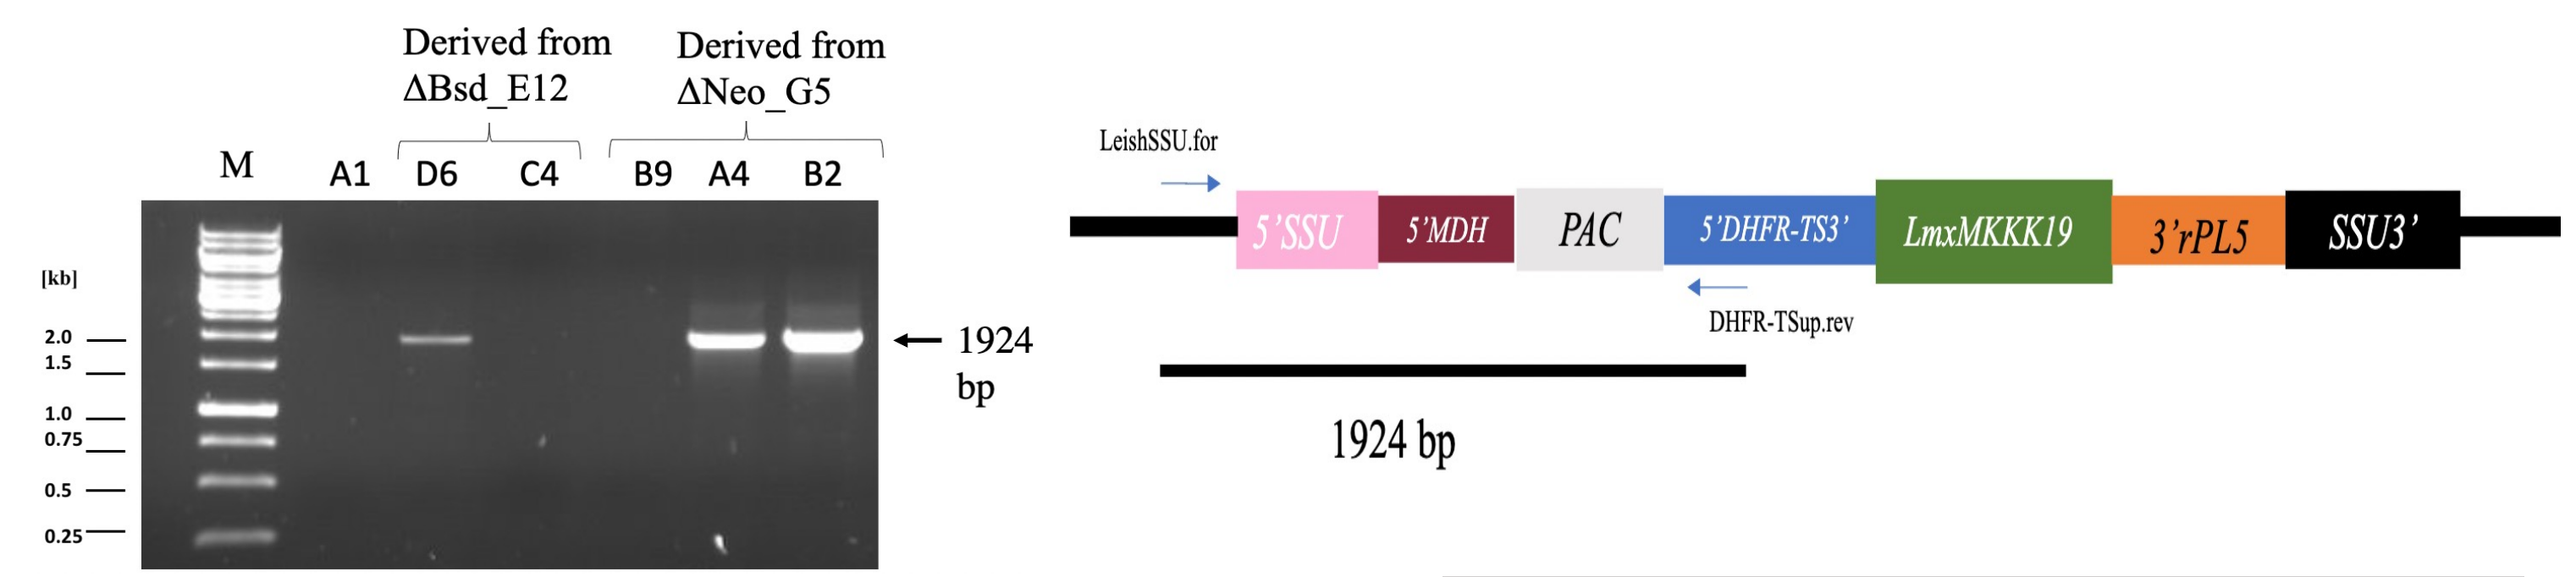 Derived from
ΔBsd_E12
Derived from
ΔNeo_G5
M
A1
D6
C4
B9
A4
B2
[kb]
2.0
1.5
1.0
0.75
0.5
0.25
1924
bp
LeishSSU.for
5’SSU
5’MDH
PAC
5’DHFR-TS3’
LmxMKKK19
3’rPL5
SSU3’
DHFR-TSup.rev
1924 bp